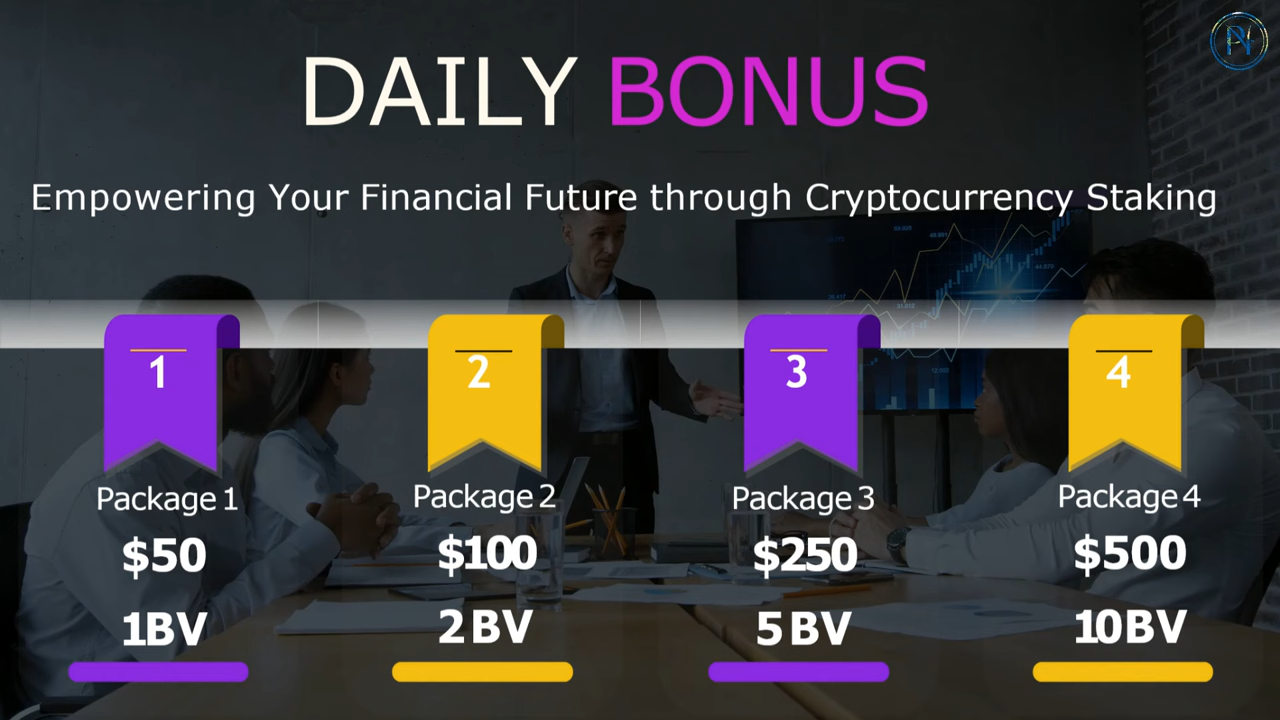 DAILY BONUS
Empowering Your Financial Future through Cryptocurrency Staking
1 2 3 4
Package 1 Package 2 Package 3 Package 4
$50 $100 $250 $500
1BV 2 BV 5 BV 10BV